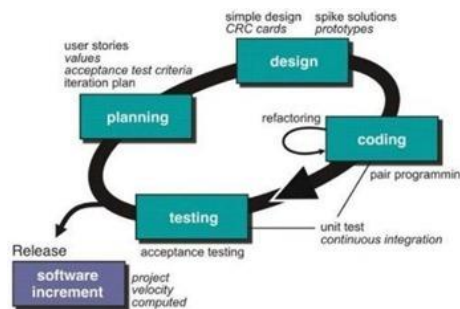 simple design
CRC cards
spike solutions
prototypes
design
user stories
values
acceptance test criteria
iteration plan
planning
refactoring
coding
pair programmin
testing
unit test
continuous integration
acceptance testing
Release
software
increment
project
velocity
computed